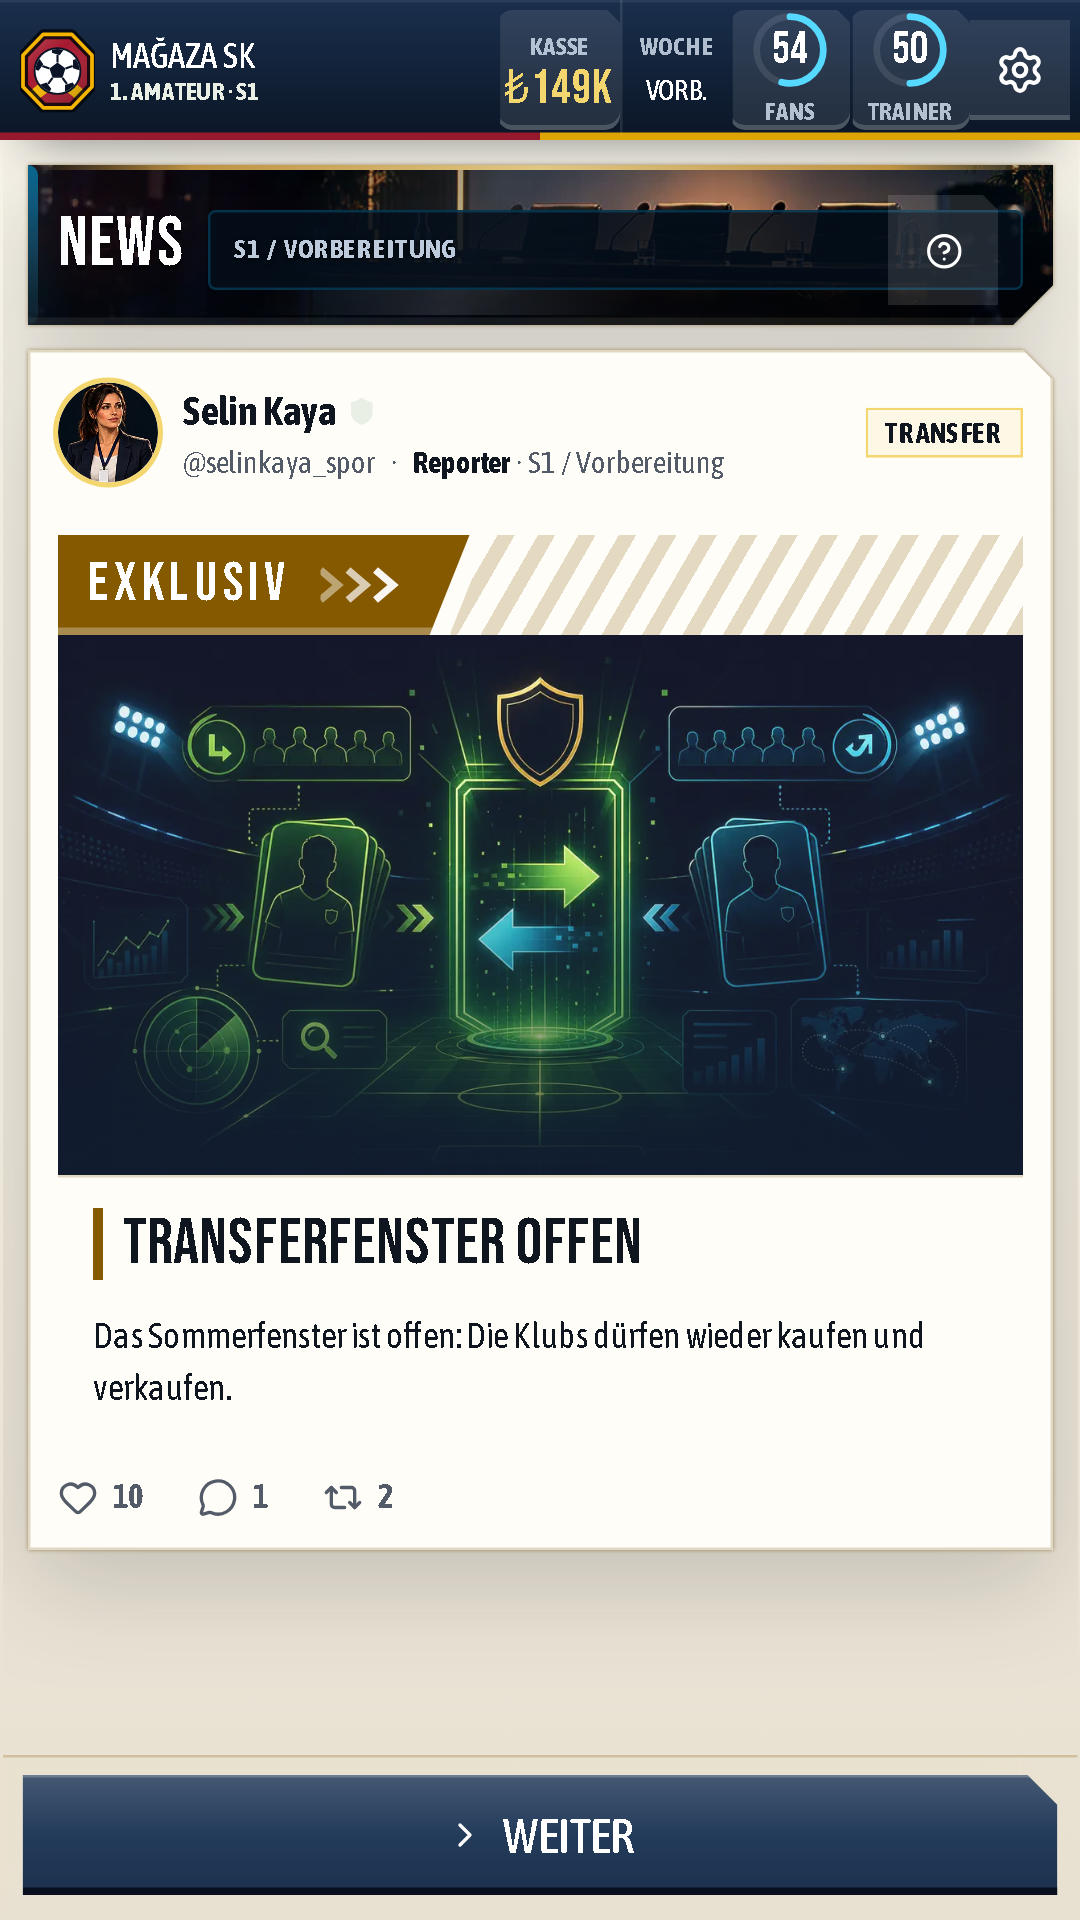 MAĞAZA SK
1. AMATEUR · S1
KASSE
₺149K
WOCHE
VORB.
54
FANS
50
TRAINER
NEWS
S1 / VORBEREITUNG
Selin Kaya
@selinkaya_spor · Reporter · S1 / Vorbereitung
TRANSFER
EXKLUSIV
TRANSFERFENSTER OFFEN
Das Sommerfenster ist offen: Die Klubs dürfen wieder kaufen und
verkaufen.
10
1
2
WEITER